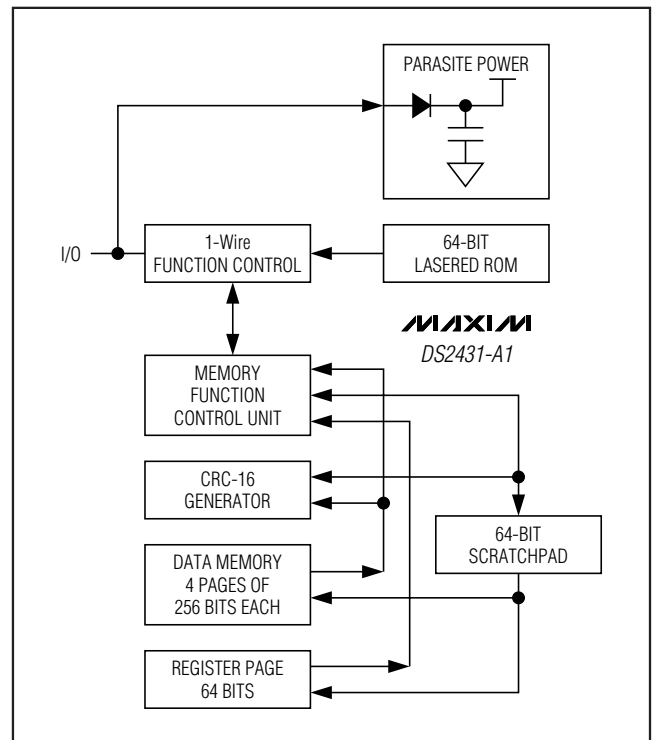 PARASITE POWER
I/O
1-Wire
FUNCTION CONTROL
64-BIT
LASERED ROM
MAXIM
DS2431-A1
MEMORY
FUNCTION
CONTROL UNIT
CRC-16
GENERATOR
64-BIT
SCRATCHPAD
DATA MEMORY
4 PAGES OF
256 BITS EACH
REGISTER PAGE
64 BITS